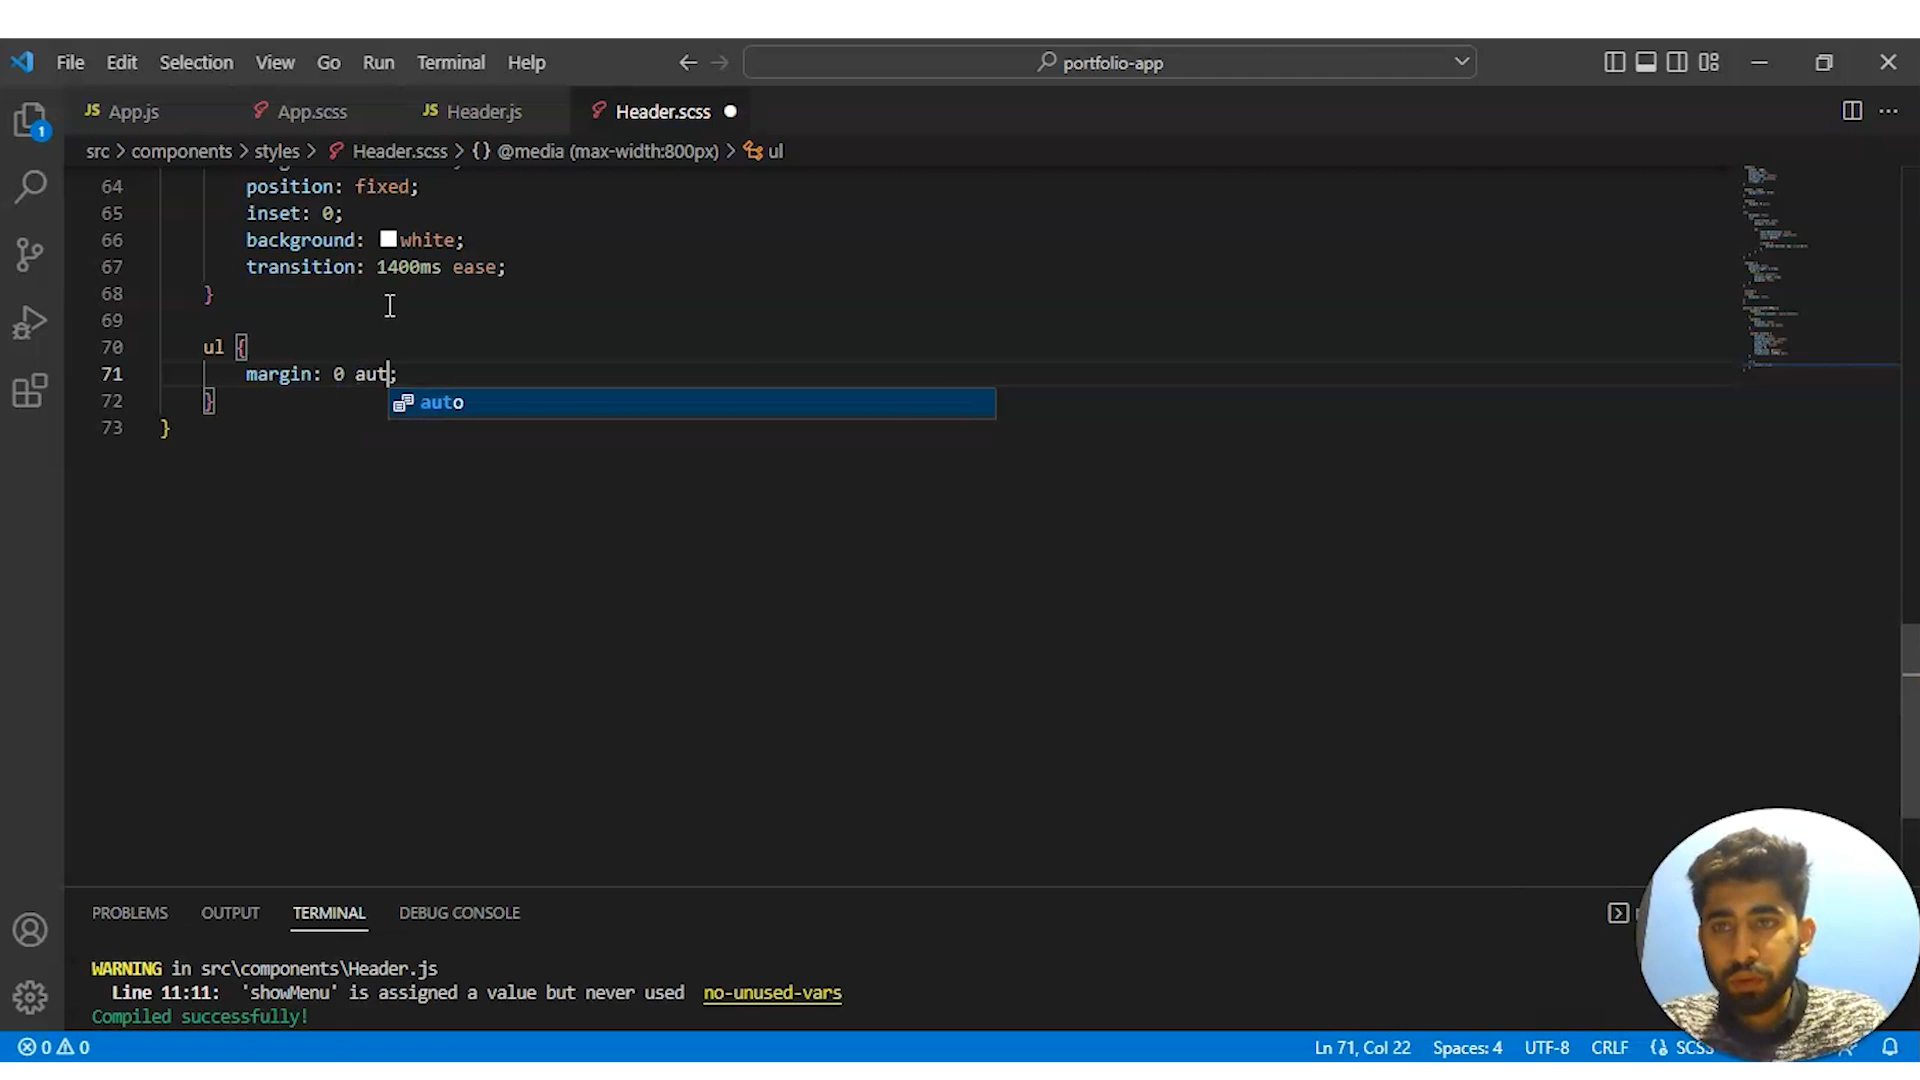 File Edit Selection View Go Run Terminal Help portfolio-app
JS App.js App.scss JS Header.js Header.scss
src > components > styles > Header.scss > {} @media (max-width:800px) > ul
64 position: fixed;
65 inset: 0;
66 background: white;
67 transition: 1400ms ease;
68 }
69
70 ul {
71 margin: 0 aut;
auto
72 }
73 }
1
PROBLEMS OUTPUT TERMINAL DEBUG CONSOLE
WARNING in src\components\Header.js
Line 11:11: 'showMenu' is assigned a value but never used no-unused-vars
Compiled successfully!
0 0 Ln 71, Col 22 Spaces: 4 UTF-8 CRLF {} SCSS